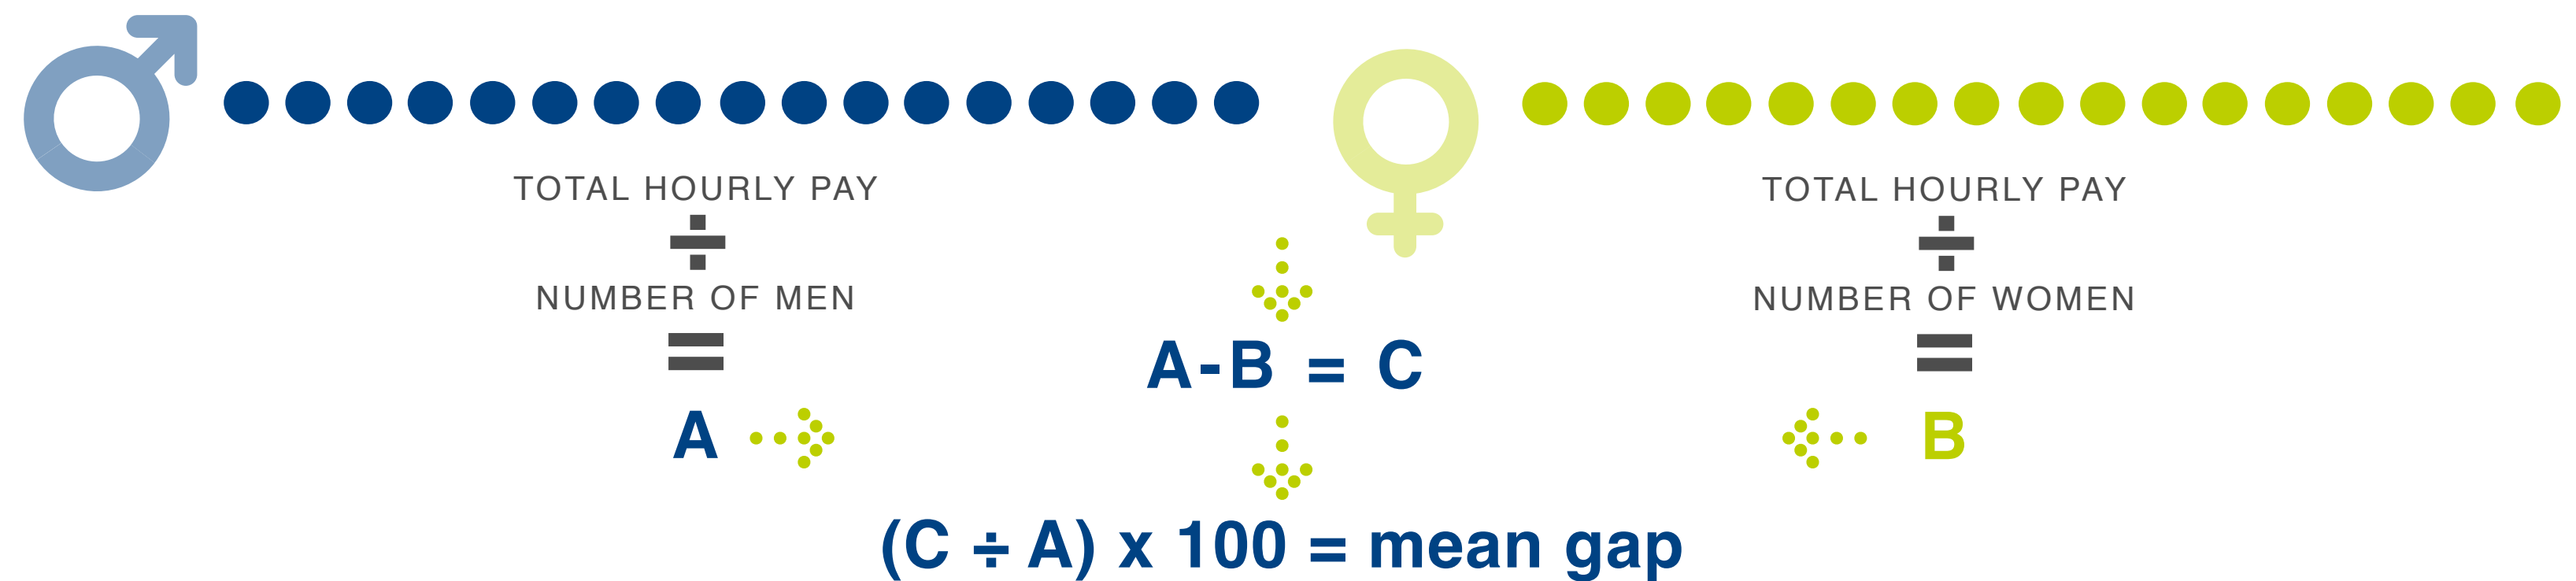 TOTAL HOURLY PAY
÷
NUMBER OF MEN
=
A
TOTAL HOURLY PAY
÷
NUMBER OF WOMEN
=
B
A-B = C
(C ÷ A) x 100 = mean gap